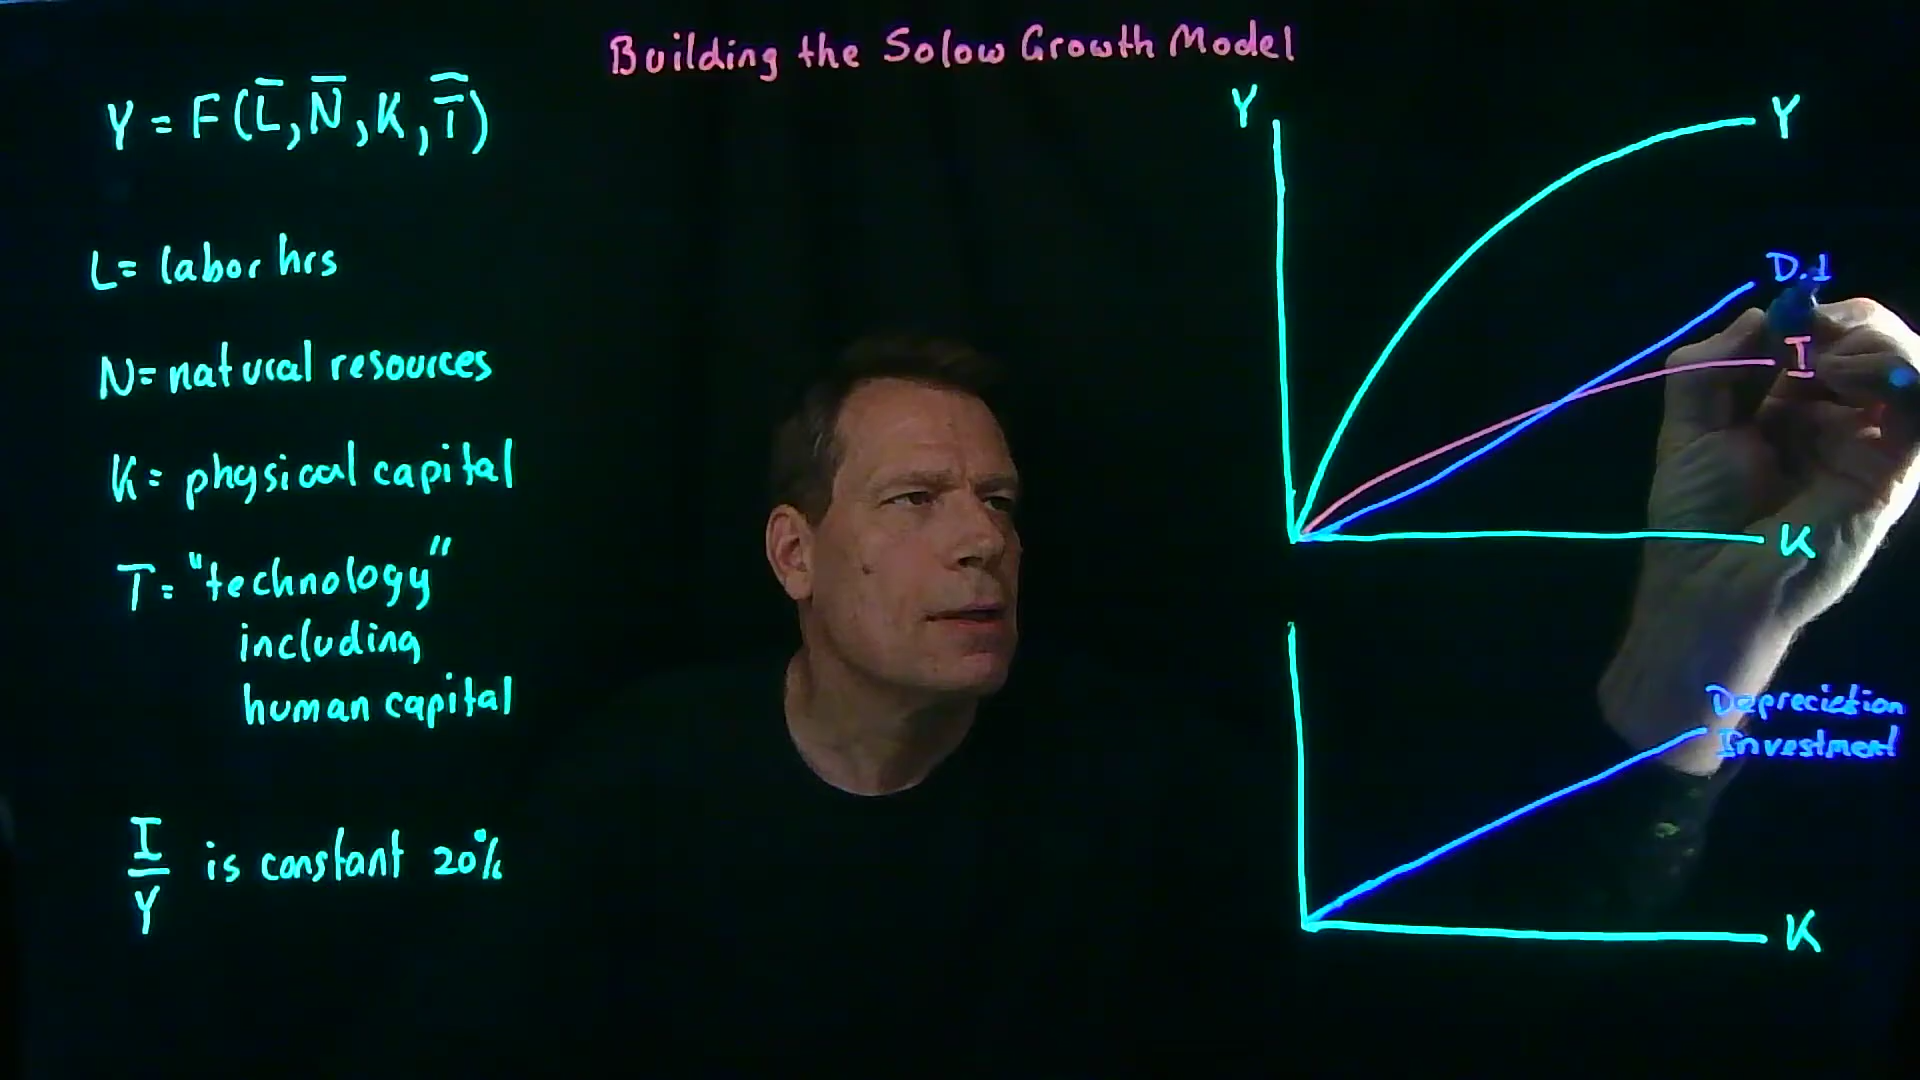 Building the Solow Growth Model
Y = F(L̅, N̅, K, T̅)
L = labor hrs
N = natural resources
K = physical capital
T = "technology"
including
human capital
I
Y
is constant 20%
Y
Y
D.I
I
K
Depreciation
Investment
K